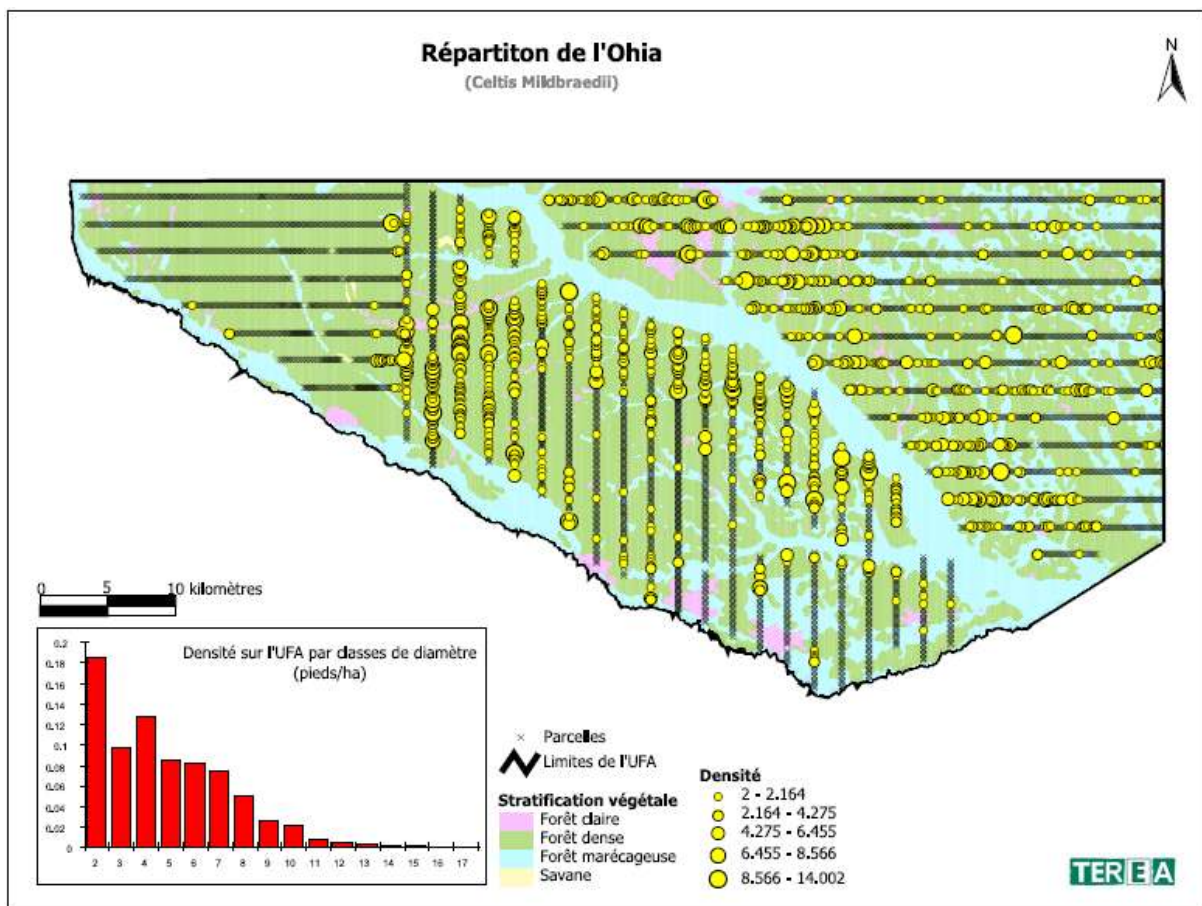 Répartiton de l'Ohia
(Celtis Mildbraedii)
N
0 5 10 kilomètres
Densité sur l'UFA par classes de diamètre
(pieds/ha)
0.2
0.18
0.16
0.14
0.12
0.1
0.08
0.06
0.04
0.02
0
2 3 4 5 6 7 8 9 10 11 12 13 14 15 16 17
Parcelles
Limites de l'UFA
Stratification végétale
Forêt claire
Forêt dense
Forêt marécageuse
Savane
Densité
2 - 2.164
2.164 - 4.275
4.275 - 6.455
6.455 - 8.566
8.566 - 14.002
TEREA